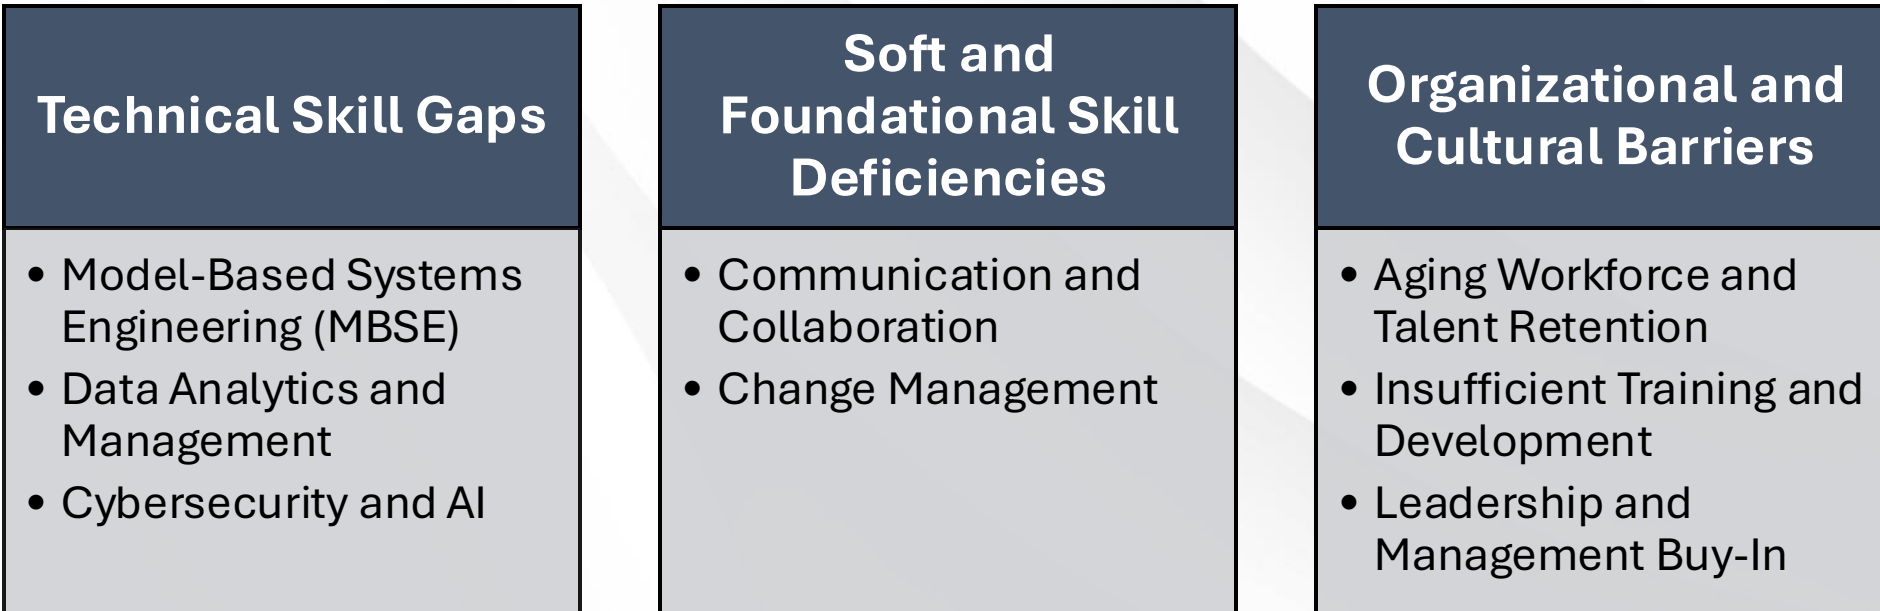 Technical Skill Gaps
• Model-Based Systems
Engineering (MBSE)
• Data Analytics and
Management
• Cybersecurity and AI
Soft and
Foundational Skill
Deficiencies
• Communication and
Collaboration
• Change Management
Organizational and
Cultural Barriers
• Aging Workforce and
Talent Retention
• Insufficient Training and
Development
• Leadership and
Management Buy-In